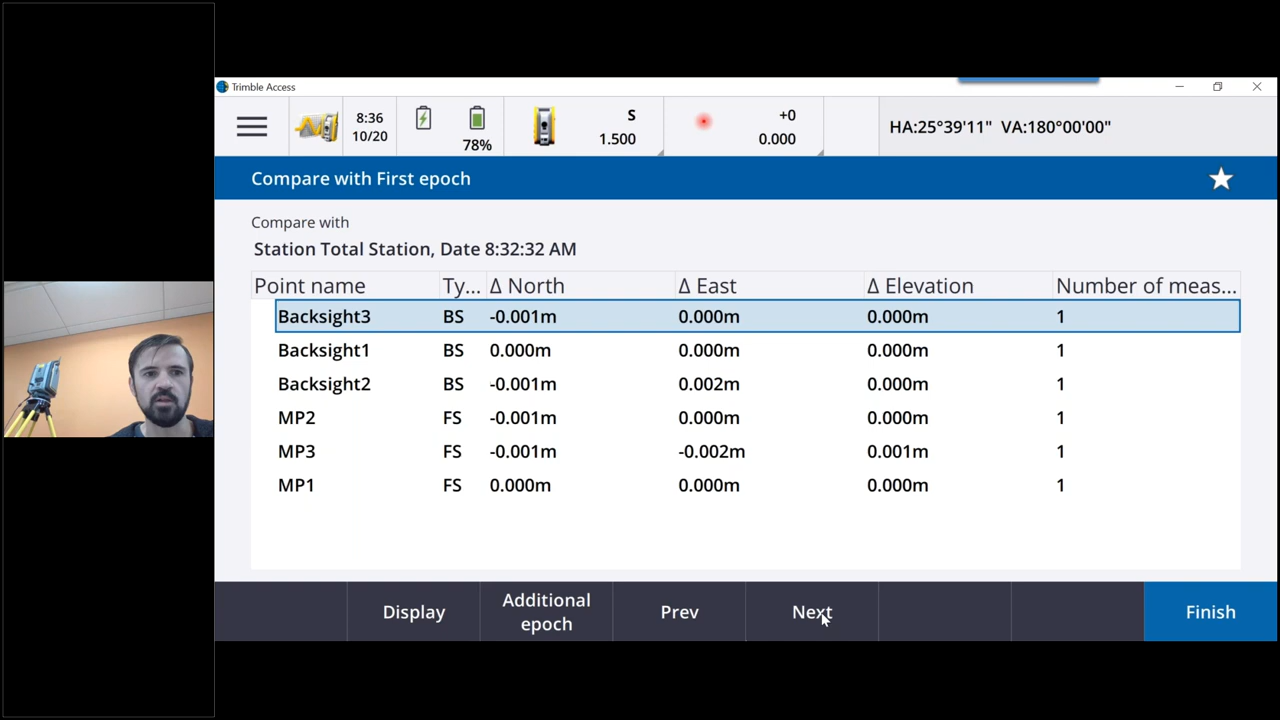 Trimble Access
8:36
10/20
78%
S
1.500
+0
0.000
HA:25°39'11" VA:180°00'00"
Compare with First epoch
Compare with
Station Total Station, Date 8:32:32 AM
Point name Ty... Δ North Δ East Δ Elevation Number of meas...
Backsight3 BS -0.001m 0.000m 0.000m 1
Backsight1 BS 0.000m 0.000m 0.000m 1
Backsight2 BS -0.001m 0.002m 0.000m 1
MP2 FS -0.001m 0.000m 0.000m 1
MP3 FS -0.001m -0.002m 0.001m 1
MP1 FS 0.000m 0.000m 0.000m 1
Display
Additional
epoch
Prev
Next
Finish